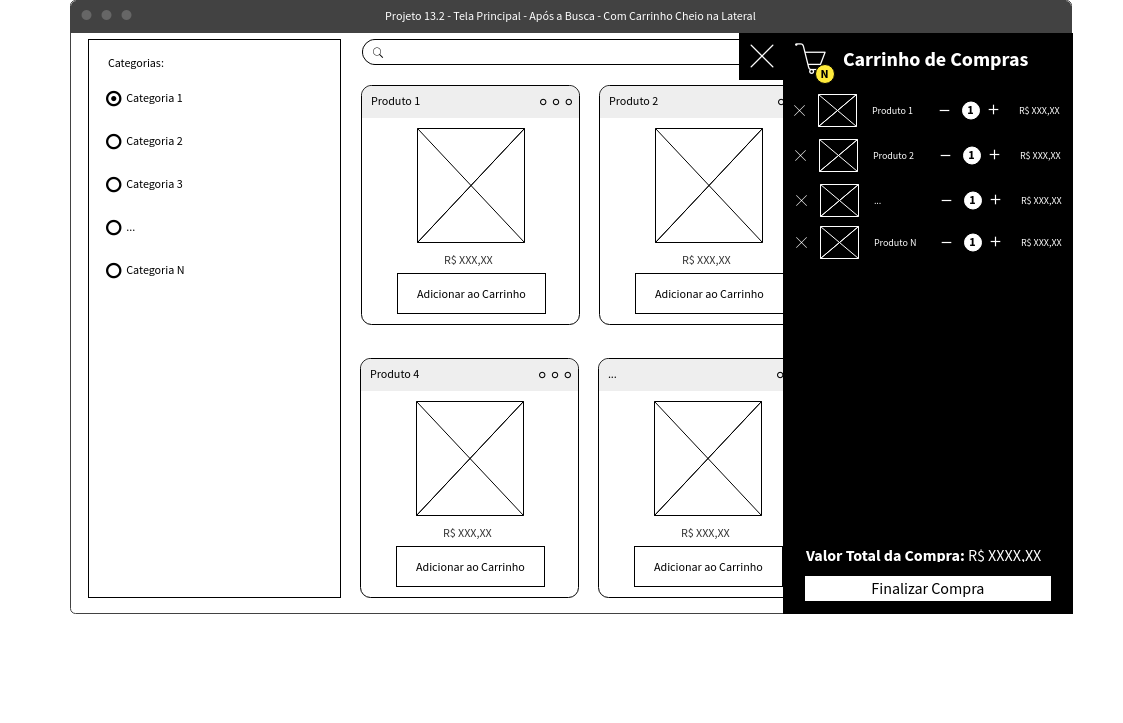 Projeto 13.2 - Tela Principal - Após a Busca - Com Carrinho Cheio na Lateral
Categorias:
Categoria 1
Categoria 2
Categoria 3
...
Categoria N
Produto 1
R$ XXX,XX
Adicionar ao Carrinho
Produto 2
R$ XXX,XX
Adicionar ao Carrinho
Produto 4
R$ XXX,XX
Adicionar ao Carrinho
...
R$ XXX,XX
Adicionar ao Carrinho
N
Carrinho de Compras
Produto 1 − 1 + R$ XXX,XX
Produto 2 − 1 + R$ XXX,XX
... − 1 + R$ XXX,XX
Produto N − 1 + R$ XXX,XX
Valor Total da Compra: R$ XXXX,XX
Finalizar Compra